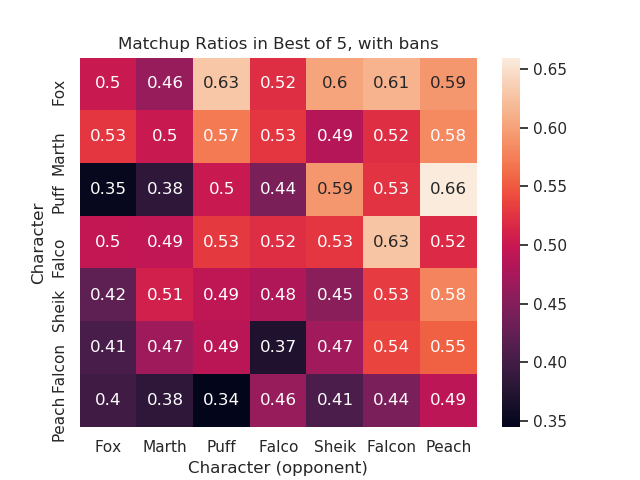 Matchup Ratios in Best of 5, with bans
Character
Fox 0.5 0.46 0.63 0.52 0.6 0.61 0.59
Marth 0.53 0.5 0.57 0.53 0.49 0.52 0.58
Puff 0.35 0.38 0.5 0.44 0.59 0.53 0.66
Falco 0.5 0.49 0.53 0.52 0.53 0.63 0.52
Sheik 0.42 0.51 0.49 0.48 0.45 0.53 0.58
Falcon 0.41 0.47 0.49 0.37 0.47 0.54 0.55
Peach 0.4 0.38 0.34 0.46 0.41 0.44 0.49
Fox Marth Puff Falco Sheik Falcon Peach
Character (opponent)
0.65
0.60
0.55
0.50
0.45
0.40
0.35